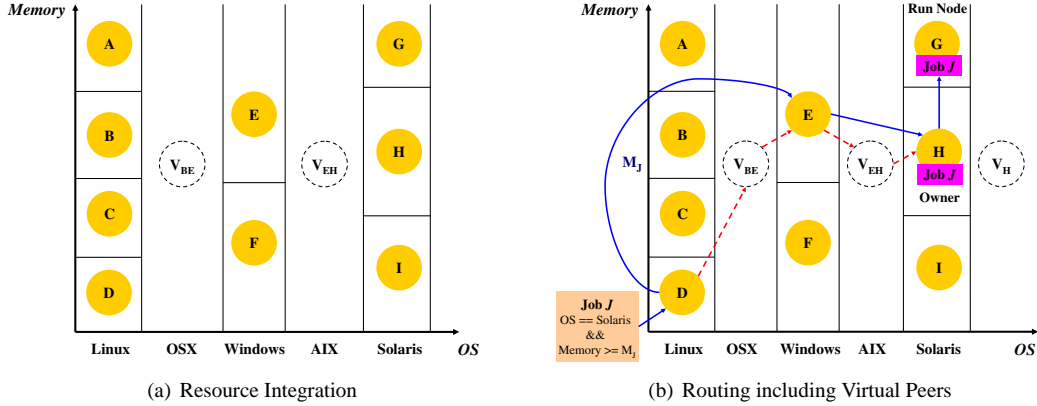 Memory
A
G
E
B
H
V_BE
V_EH
C
F
I
D
Linux OSX Windows AIX Solaris OS
(a) Resource Integration
Memory
Run Node
A
G
Job J
E
B
H
M_J
V_BE
V_EH
V_H
Job J
Owner
C
F
I
D
Job J
OS == Solaris
&&
Memory >= M_J
Linux OSX Windows AIX Solaris OS
(b) Routing including Virtual Peers